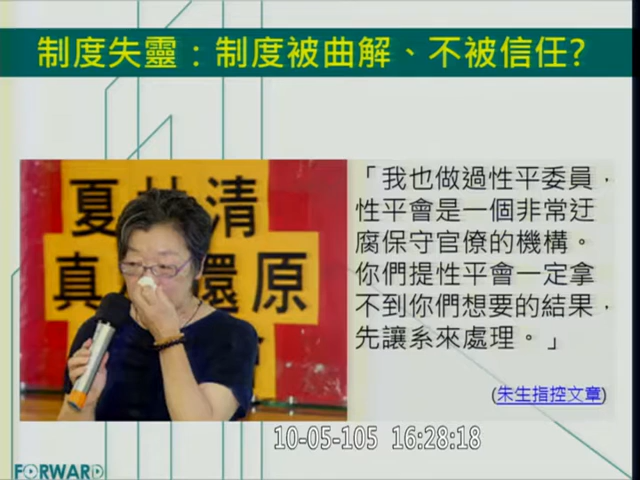 制度失靈：制度被曲解、不被信任?
夏林清
真 還原
「我也做過性平委員，
性平會是一個非常迂
腐保守官僚的機構。
你們提性平會一定拿
不到你們想要的結果，
先讓系來處理。」
(朱生指控文章)
10-05-105 16:28:18
FORWARD